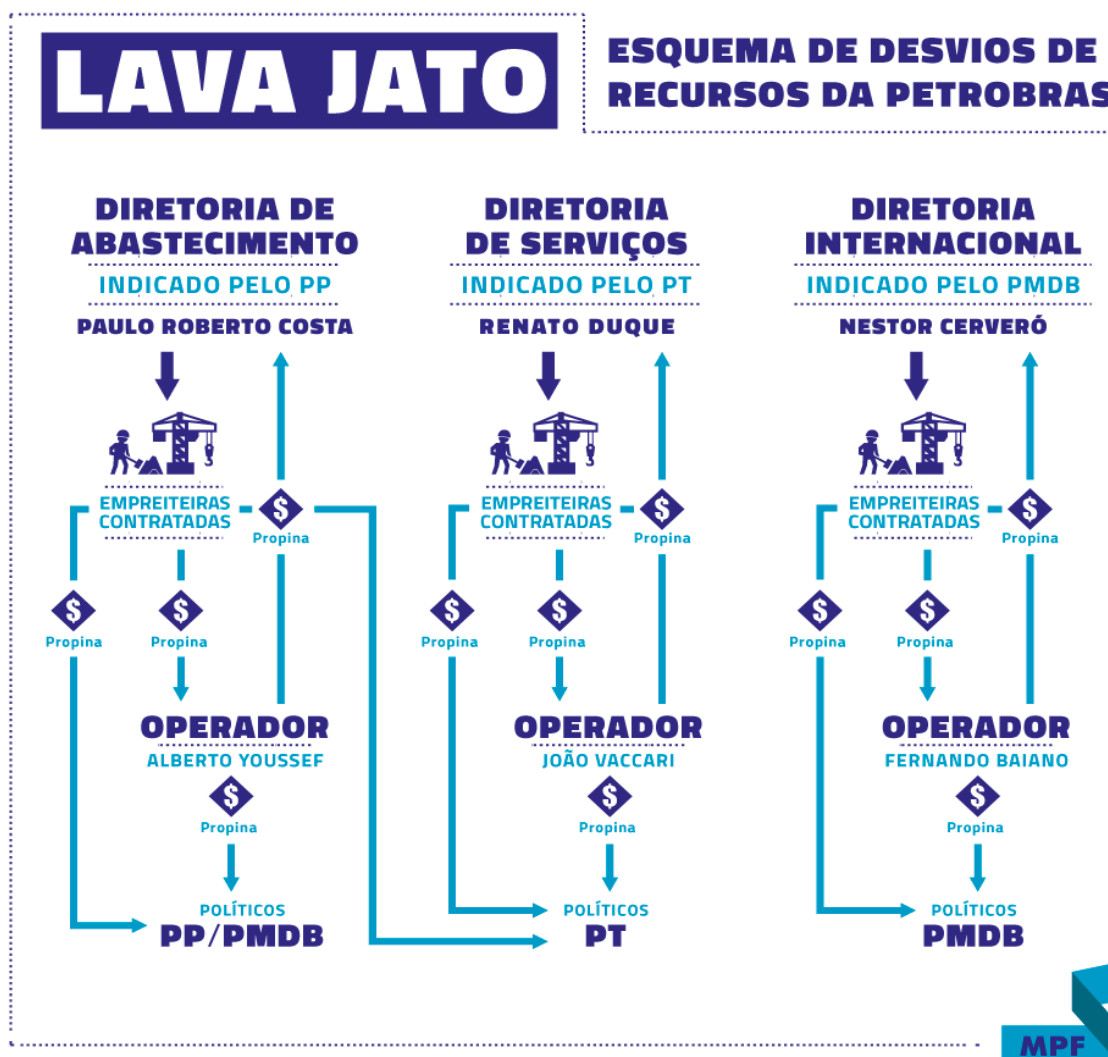 LAVA JATO
ESQUEMA DE DESVIOS DE
RECURSOS DA PETROBRAS
DIRETORIA DE
ABASTECIMENTO
INDICADO PELO PP
PAULO ROBERTO COSTA
$
EMPREITEIRAS
CONTRATADAS
Propina
$
Propina
$
Propina
OPERADOR
ALBERTO YOUSSEF
$
Propina
POLÍTICOS
PP/PMDB
DIRETORIA
DE SERVIÇOS
INDICADO PELO PT
RENATO DUQUE
$
EMPREITEIRAS
CONTRATADAS
Propina
$
Propina
$
Propina
OPERADOR
JOÃO VACCARI
$
Propina
POLÍTICOS
PT
DIRETORIA
INTERNACIONAL
INDICADO PELO PMDB
NESTOR CERVERÓ
$
EMPREITEIRAS
CONTRATADAS
Propina
$
Propina
$
Propina
OPERADOR
FERNANDO BAIANO
$
Propina
POLÍTICOS
PMDB
MPF